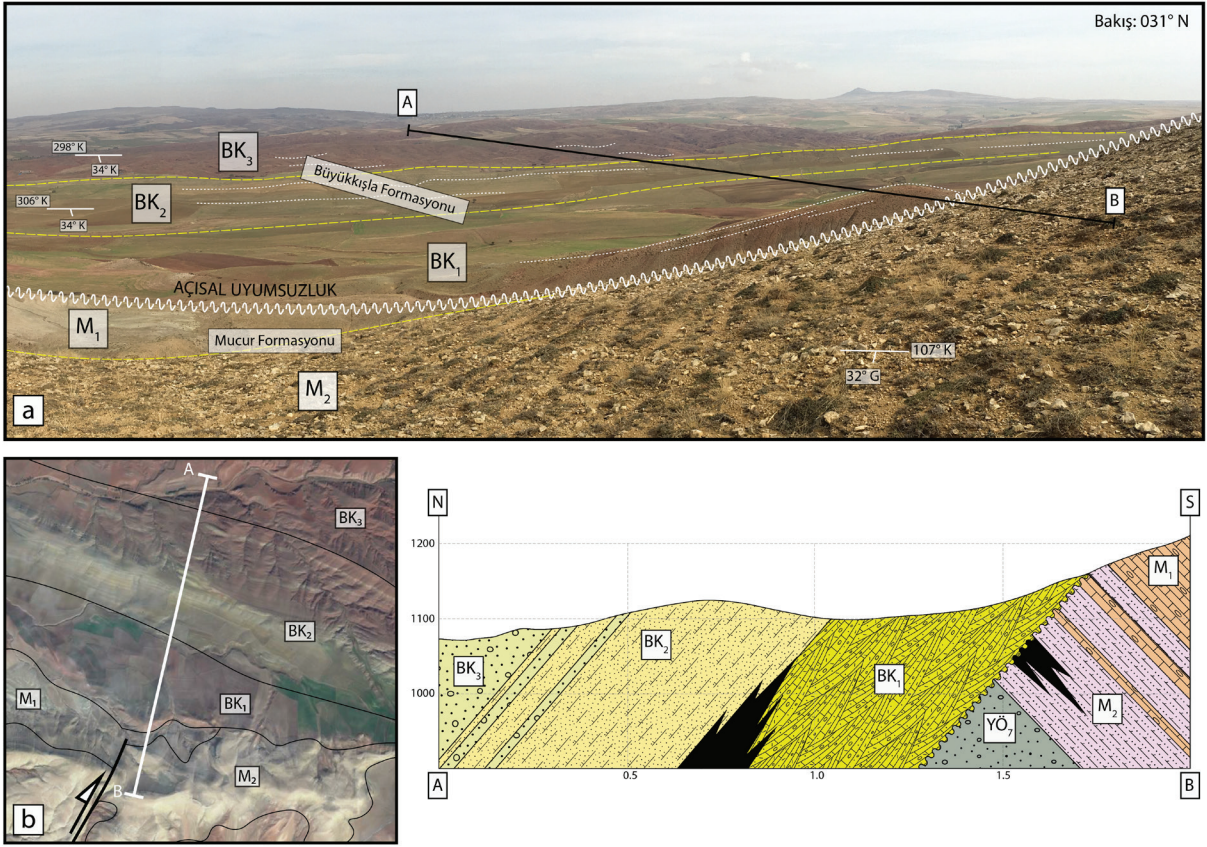 Bakış: 031° N
A
298° K
34° K
BK3
Büyükkışla Formasyonu
306° K
34° K
BK2
B
BK1
AÇISAL UYUMSUZLUK
M1
Mucur Formasyonu
107° K
32° G
M2
a
A
BK3
BK2
M1
BK1
M2
B
b
N
S
1200
1100
1000
M1
BK3
BK2
BK1
M2
YÖ7
A
0.5
1.0
1.5
B